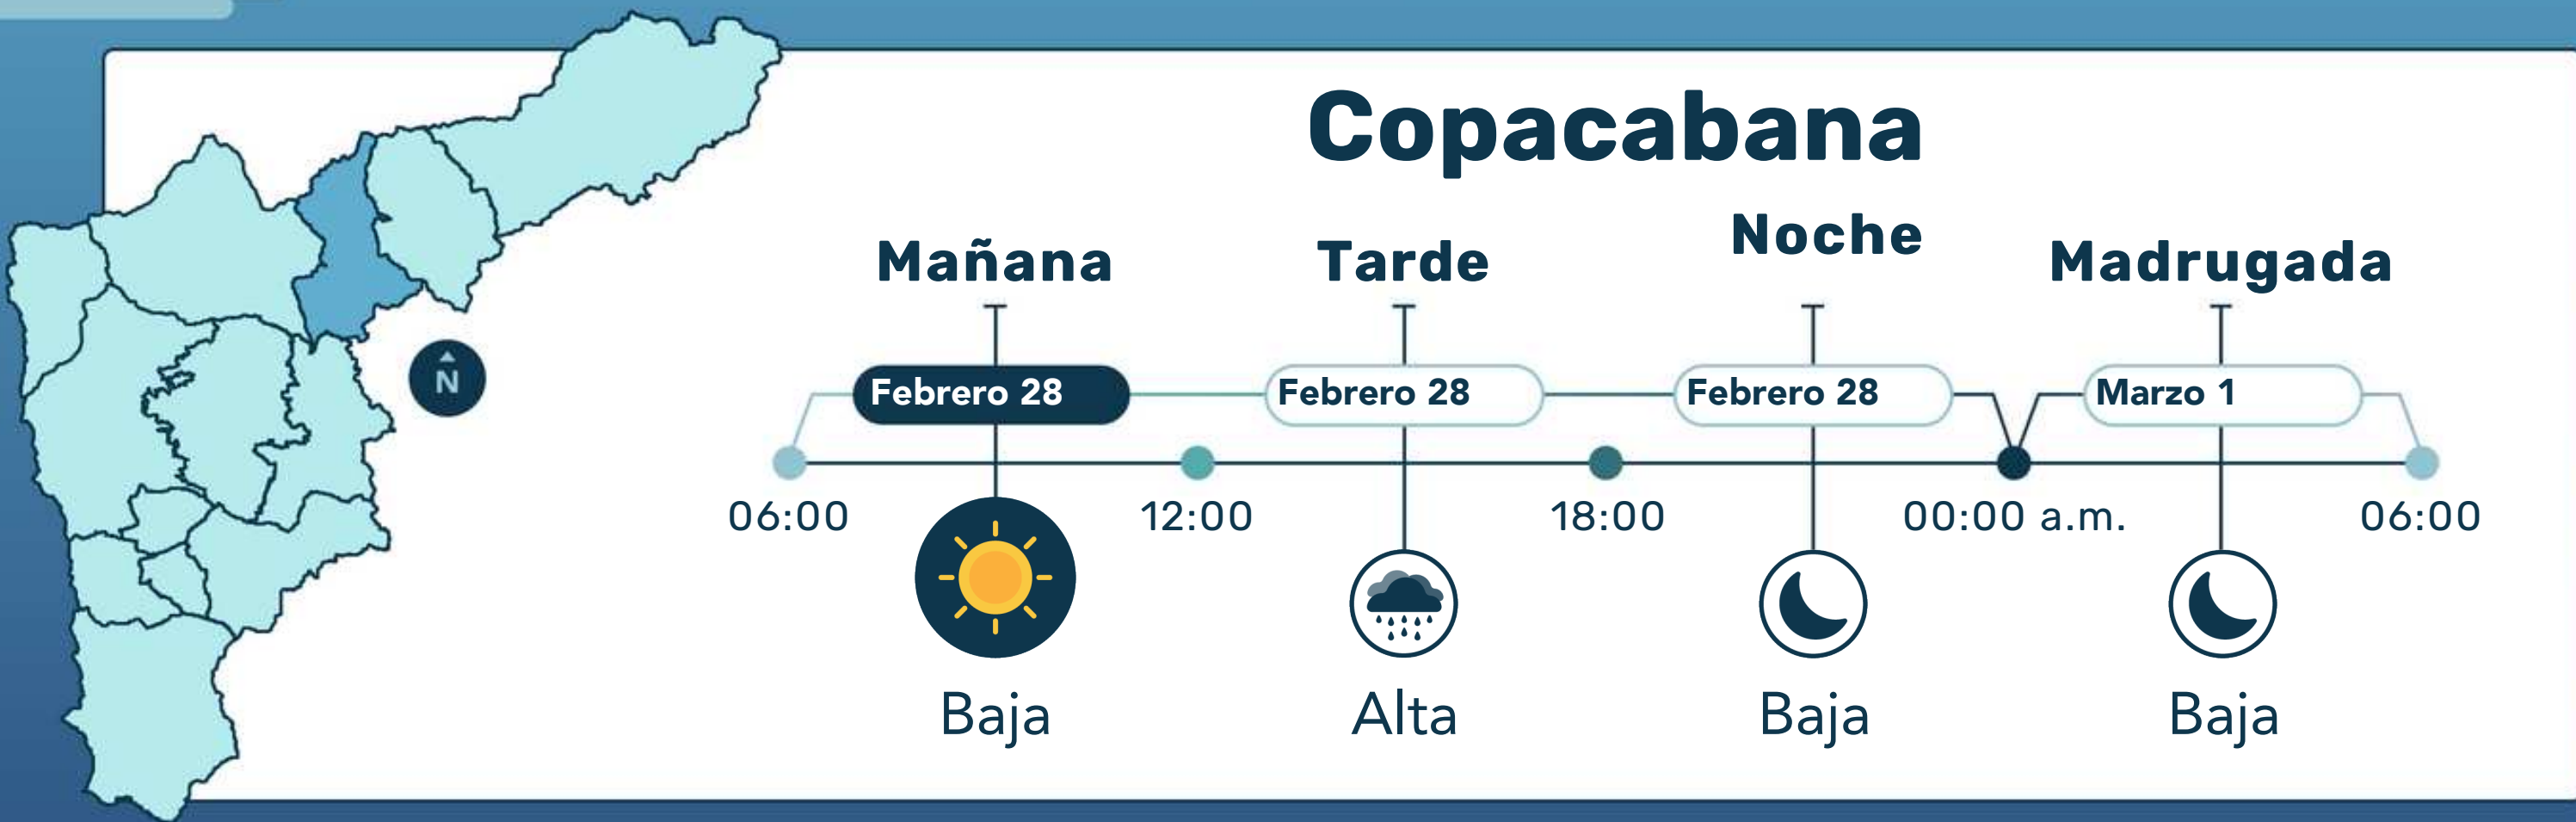 Copacabana
Mañana
Tarde
Noche
Madrugada
Febrero 28
Febrero 28
Febrero 28
Marzo 1
N
06:00
12:00
18:00
00:00 a.m.
06:00
Baja
Alta
Baja
Baja